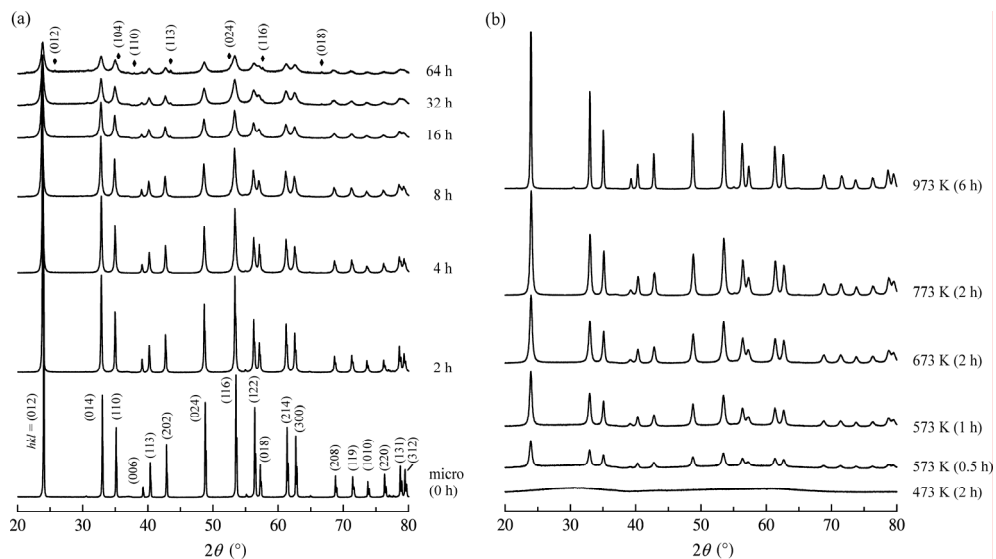 (a)
(012)
(104)
(110)
(113)
(024)
(116)
(018)
64 h
32 h
16 h
8 h
4 h
2 h
hkl = (012)
(014)
(110)
(006)
(113)
(202)
(024)
(116)
(122)
(018)
(214)
(300)
(208)
(119)
(1010)
(220)
(131)
(312)
micro
(0 h)
20 30 40 50 60 70 80
2θ (°)
(b)
973 K (6 h)
773 K (2 h)
673 K (2 h)
573 K (1 h)
573 K (0.5 h)
473 K (2 h)
20 30 40 50 60 70 80
2θ (°)